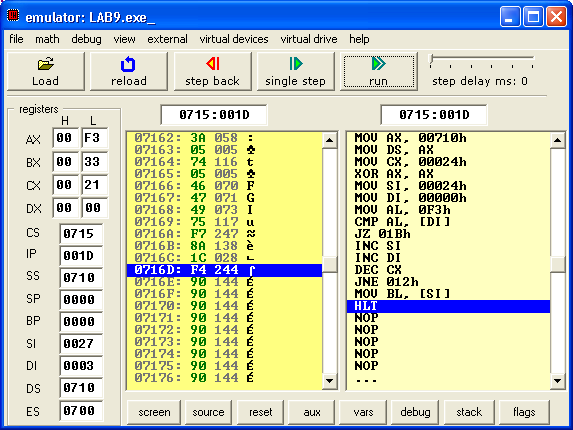 emulator: LAB9.exe_
file math debug view external virtual devices virtual drive help
Load reload step back single step run step delay ms: 0
registers
H L
AX 00 F3
BX 00 33
CX 00 21
DX 00 00
CS 0715
IP 001D
SS 0710
SP 0000
BP 0000
SI 0027
DI 0003
DS 0710
ES 0700
0715:001D
07162: 3A 058 :
07163: 05 005 ♣
07164: 74 116 t
07165: 05 005 ♣
07166: 46 070 F
07167: 47 071 G
07168: 49 073 I
07169: 75 117 u
0716A: F7 247 ≈
0716B: 8A 138 è
0716C: 1C 028 ∟
0716D: F4 244 ⌠
0716E: 90 144 É
0716F: 90 144 É
07170: 90 144 É
07171: 90 144 É
07172: 90 144 É
07173: 90 144 É
07174: 90 144 É
07175: 90 144 É
07176: 90 144 É
0715:001D
MOV AX, 00710h
MOV DS, AX
MOV CX, 00024h
XOR AX, AX
MOV SI, 00024h
MOV DI, 00000h
MOV AL, 0F3h
CMP AL, [DI]
JZ 01Bh
INC SI
INC DI
DEC CX
JNE 012h
MOV BL, [SI]
HLT
NOP
NOP
NOP
NOP
NOP
...
screen source reset aux vars debug stack flags